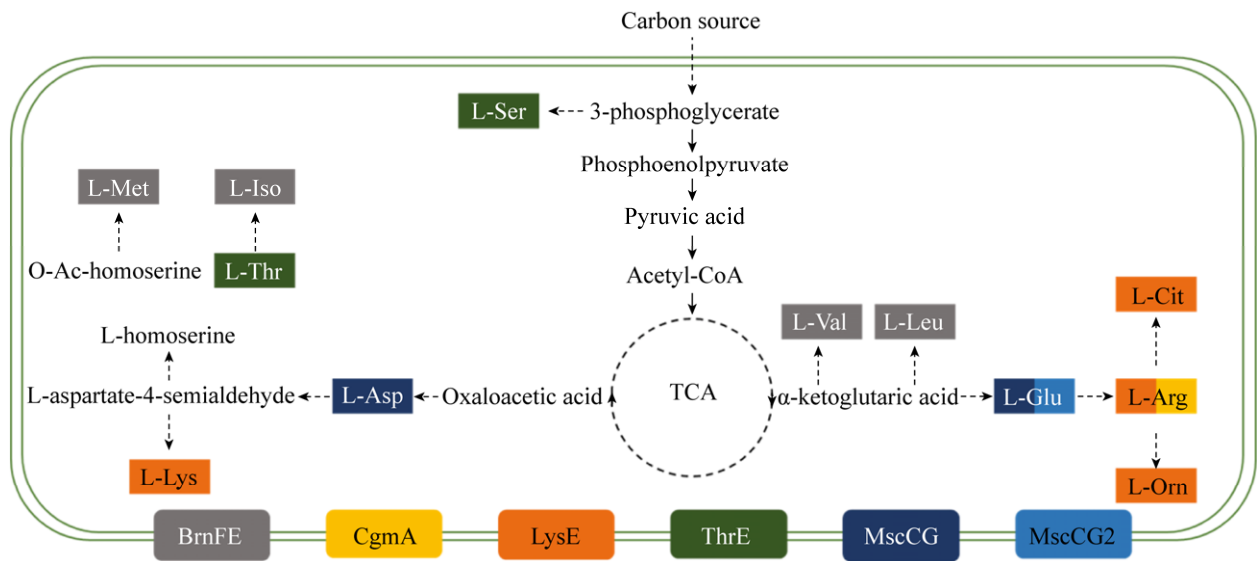 Carbon source
L-Ser
3-phosphoglycerate
Phosphoenolpyruvate
L-Met
L-Iso
Pyruvic acid
O-Ac-homoserine
L-Thr
Acetyl-CoA
L-Cit
L-homoserine
L-Val
L-Leu
L-aspartate-4-semialdehyde
L-Asp
Oxaloacetic acid
TCA
α-ketoglutaric acid
L-Glu
L-Arg
L-Lys
L-Orn
BrnFE
CgmA
LysE
ThrE
MscCG
MscCG2